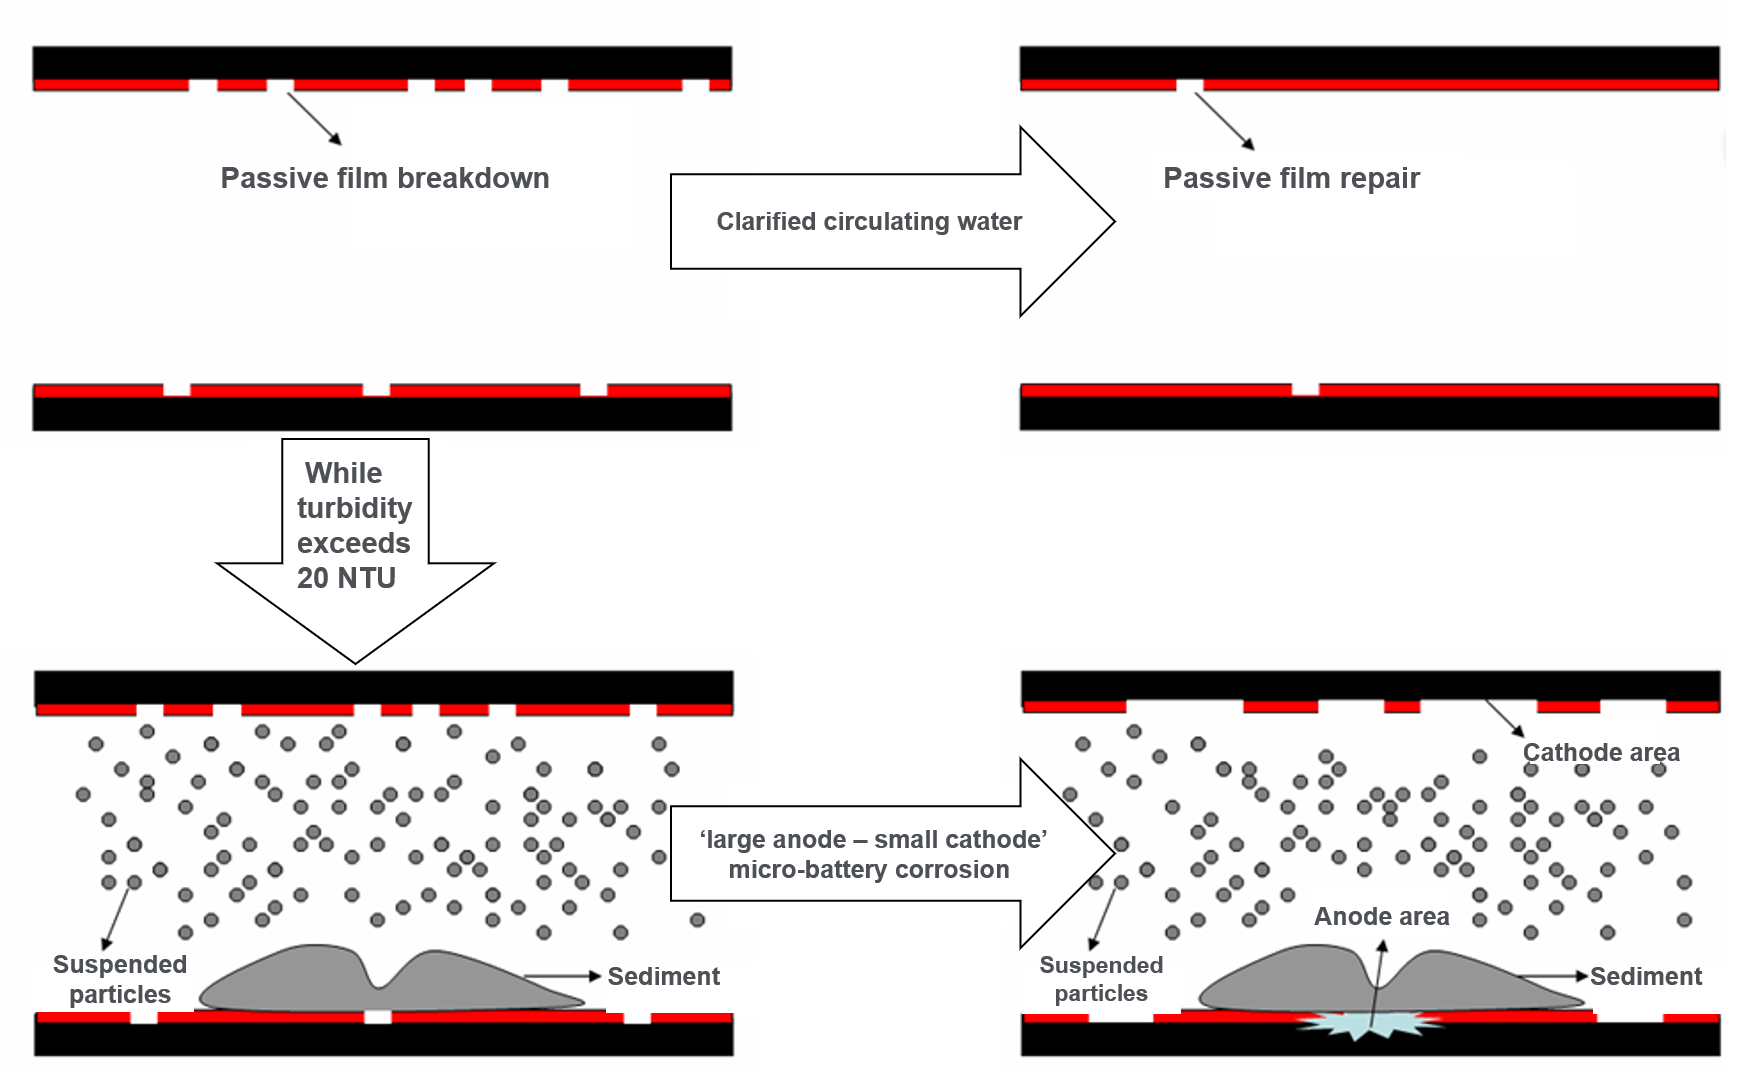 Passive film breakdown
Passive film repair
Clarified circulating water
While
turbidity
exceeds
20 NTU
Cathode area
‘large anode – small cathode’
micro-battery corrosion
Anode area
Suspended
particles
Sediment
Suspended
particles
Sediment